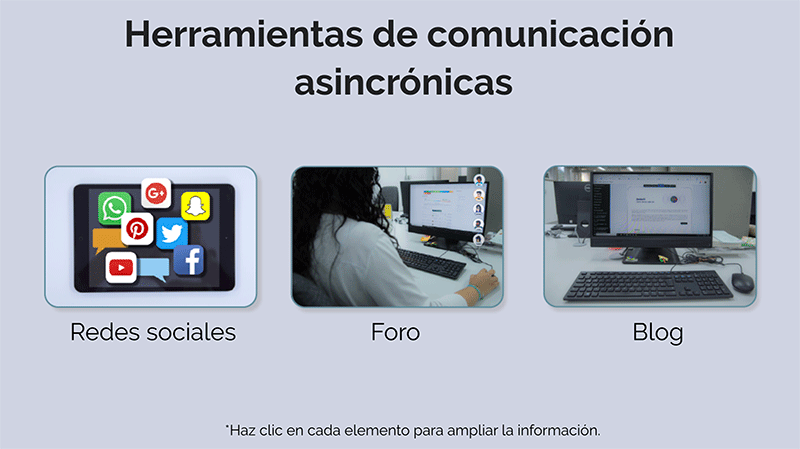 Herramientas de comunicación
asincrónicas
Redes sociales
Foro
Blog
*Haz clic en cada elemento para ampliar la información.